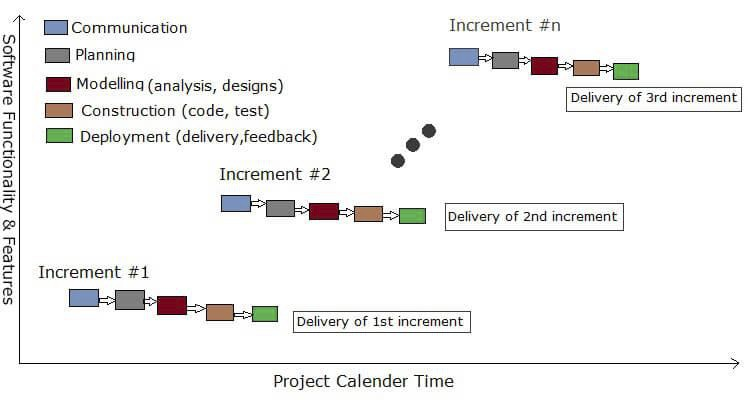 Communication
Planning
Modelling (analysis, designs)
Construction (code, test)
Deployment (delivery,feedback)
Increment #n
Delivery of 3rd increment
Increment #2
Delivery of 2nd increment
Increment #1
Delivery of 1st increment
Software Functionality & Features
Project Calender Time